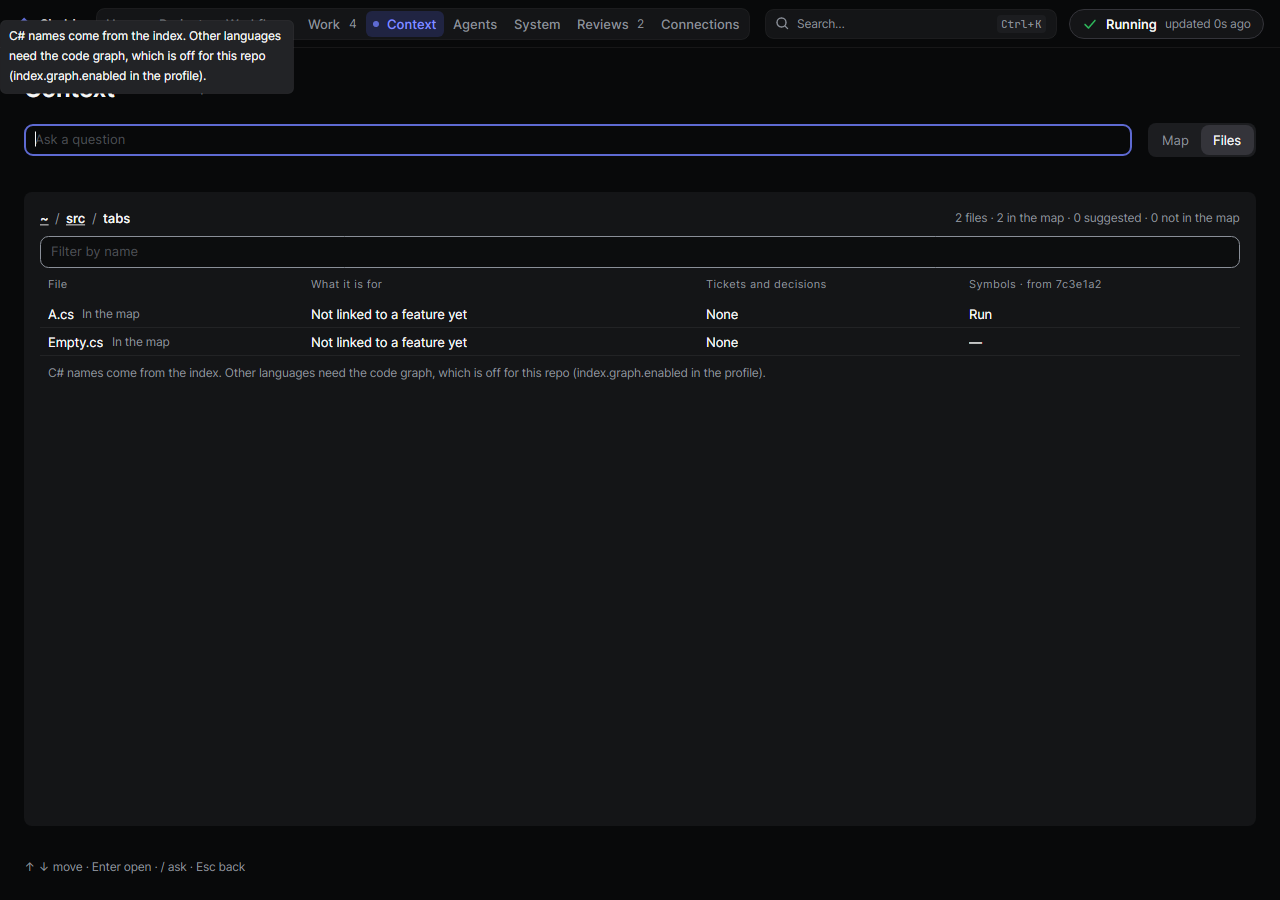 Work 4 Context Agents System Reviews 2 Connections Search... Ctrl+K Running updated 0s ago
C# names come from the index. Other languages
need the code graph, which is off for this repo
(index.graph.enabled in the profile).
Context
Ask a question
Map Files
~ / src / tabs
2 files · 2 in the map · 0 suggested · 0 not in the map
Filter by name
File What it is for Tickets and decisions Symbols · from 7c3e1a2
A.cs In the map Not linked to a feature yet None Run
Empty.cs In the map Not linked to a feature yet None —
C# names come from the index. Other languages need the code graph, which is off for this repo (index.graph.enabled in the profile).
↑ ↓ move · Enter open · / ask · Esc back